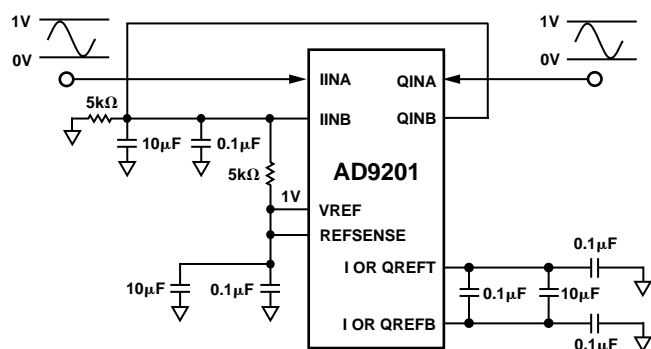 1V
0V
1V
0V
IINA
QINA
5kΩ
IINB
QINB
10µF
0.1µF
5kΩ
AD9201
1V
VREF
REFSENSE
10µF
0.1µF
I OR QREFT
0.1µF
0.1µF
10µF
I OR QREFB
0.1µF